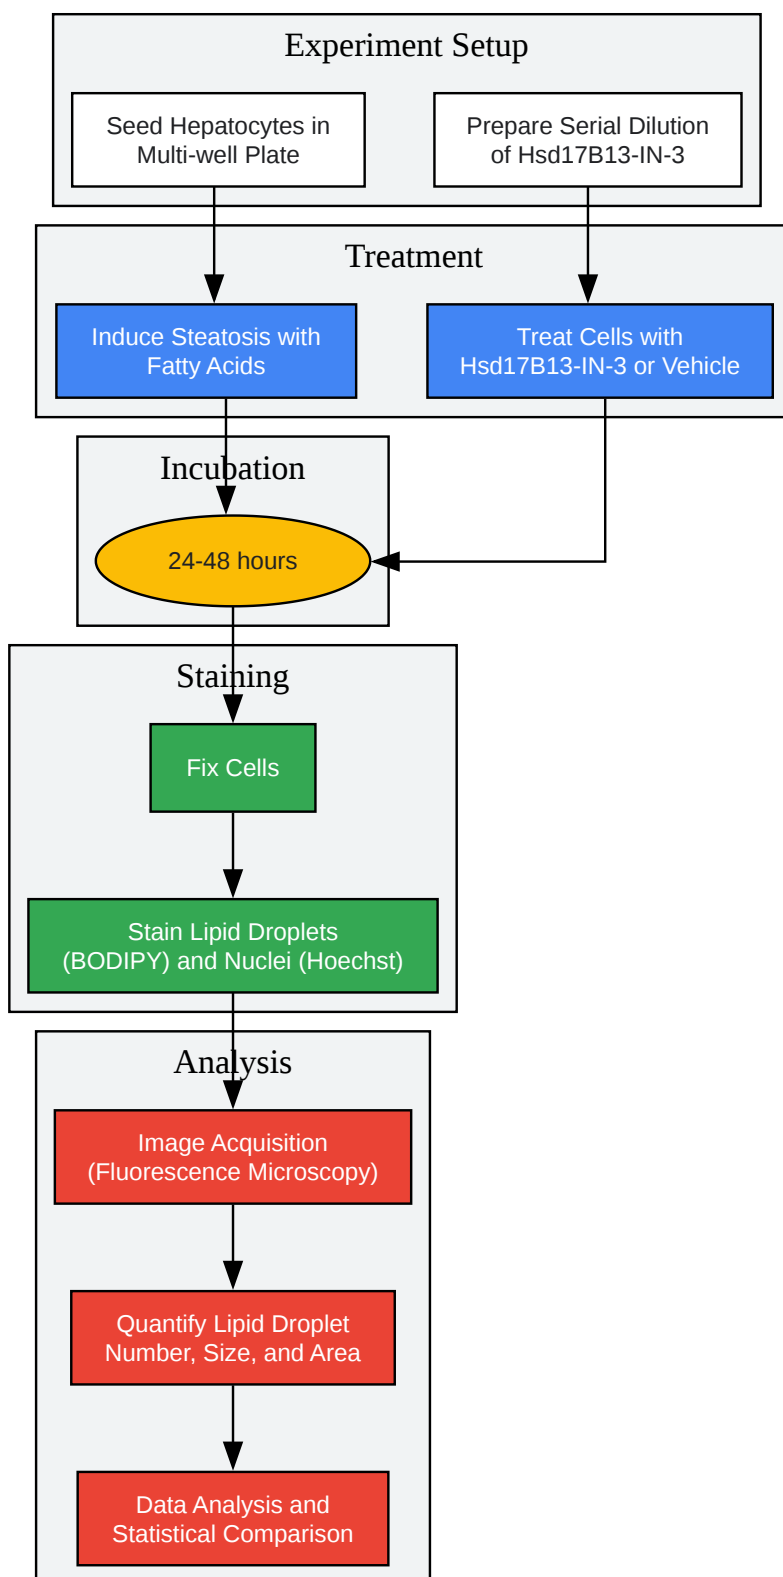 Experiment Setup
Seed Hepatocytes in
Multi-well Plate
Prepare Serial Dilution
of Hsd17B13-IN-3
Treatment
Induce Steatosis with
Fatty Acids
Treat Cells with
Hsd17B13-IN-3 or Vehicle
Incubation
24-48 hours
Staining
Fix Cells
Stain Lipid Droplets
(BODIPY) and Nuclei (Hoechst)
Analysis
Image Acquisition
(Fluorescence Microscopy)
Quantify Lipid Droplet
Number, Size, and Area
Data Analysis and
Statistical Comparison